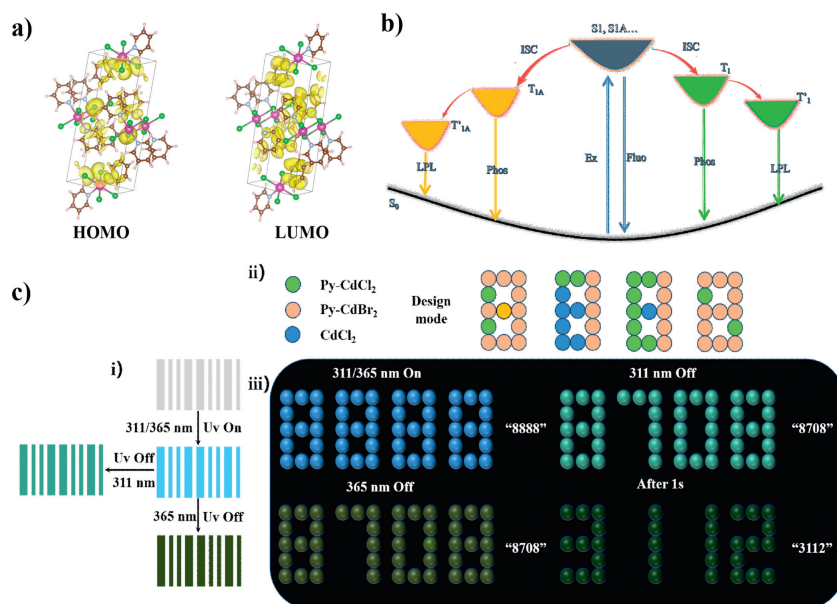 a)
HOMO
LUMO
b)
S1, S1A...
ISC
ISC
T1A
T1
T'1A
T'1
LPL
Phos
Ex
Fluo
Phos
LPL
S0
c)
ii)
Py-CdCl2
Py-CdBr2
CdCl2
Design
mode
i)
311/365 nm
Uv On
Uv Off
311 nm
365 nm
Uv Off
iii)
311/365 nm On
311 nm Off
"8888"
"8708"
365 nm Off
After 1s
"8708"
"3112"